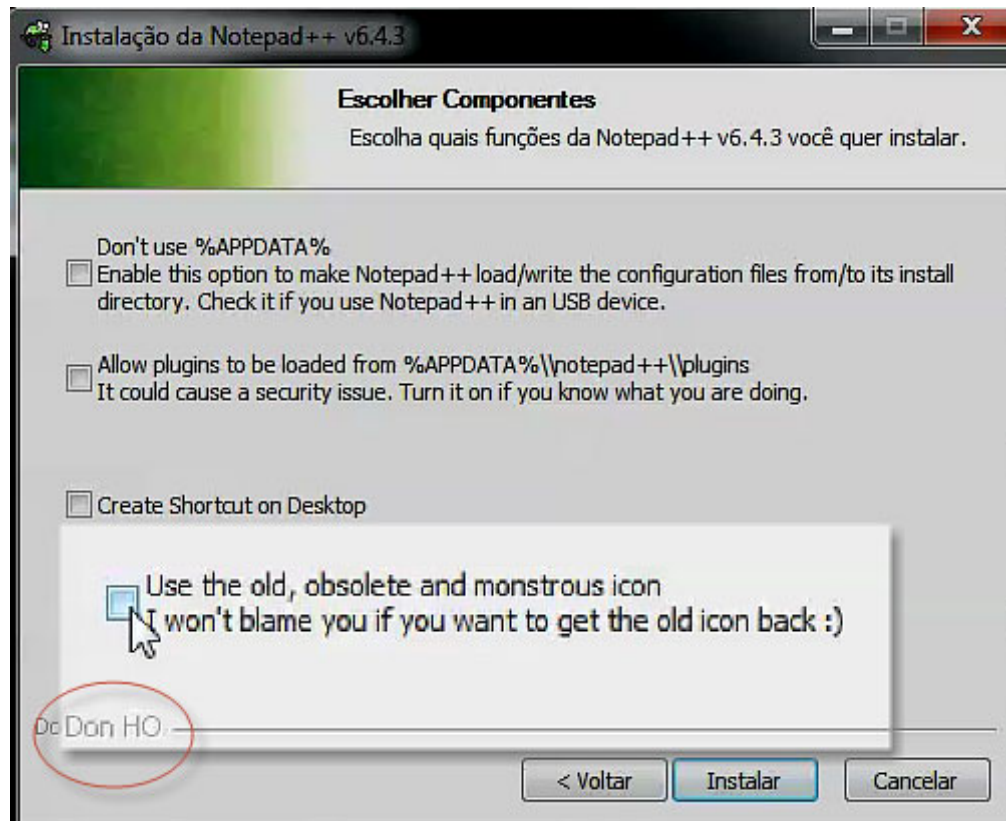 Instalação da Notepad++ v6.4.3
Escolher Componentes
Escolha quais funções da Notepad++ v6.4.3 você quer instalar.
Don't use %APPDATA%
Enable this option to make Notepad++ load/write the configuration files from/to its install
directory. Check it if you use Notepad++ in an USB device.
Allow plugins to be loaded from %APPDATA%\\notepad++\\plugins
It could cause a security issue. Turn it on if you know what you are doing.
Create Shortcut on Desktop
Use the old, obsolete and monstrous icon
I won't blame you if you want to get the old icon back :)
Don HO
< Voltar
Instalar
Cancelar